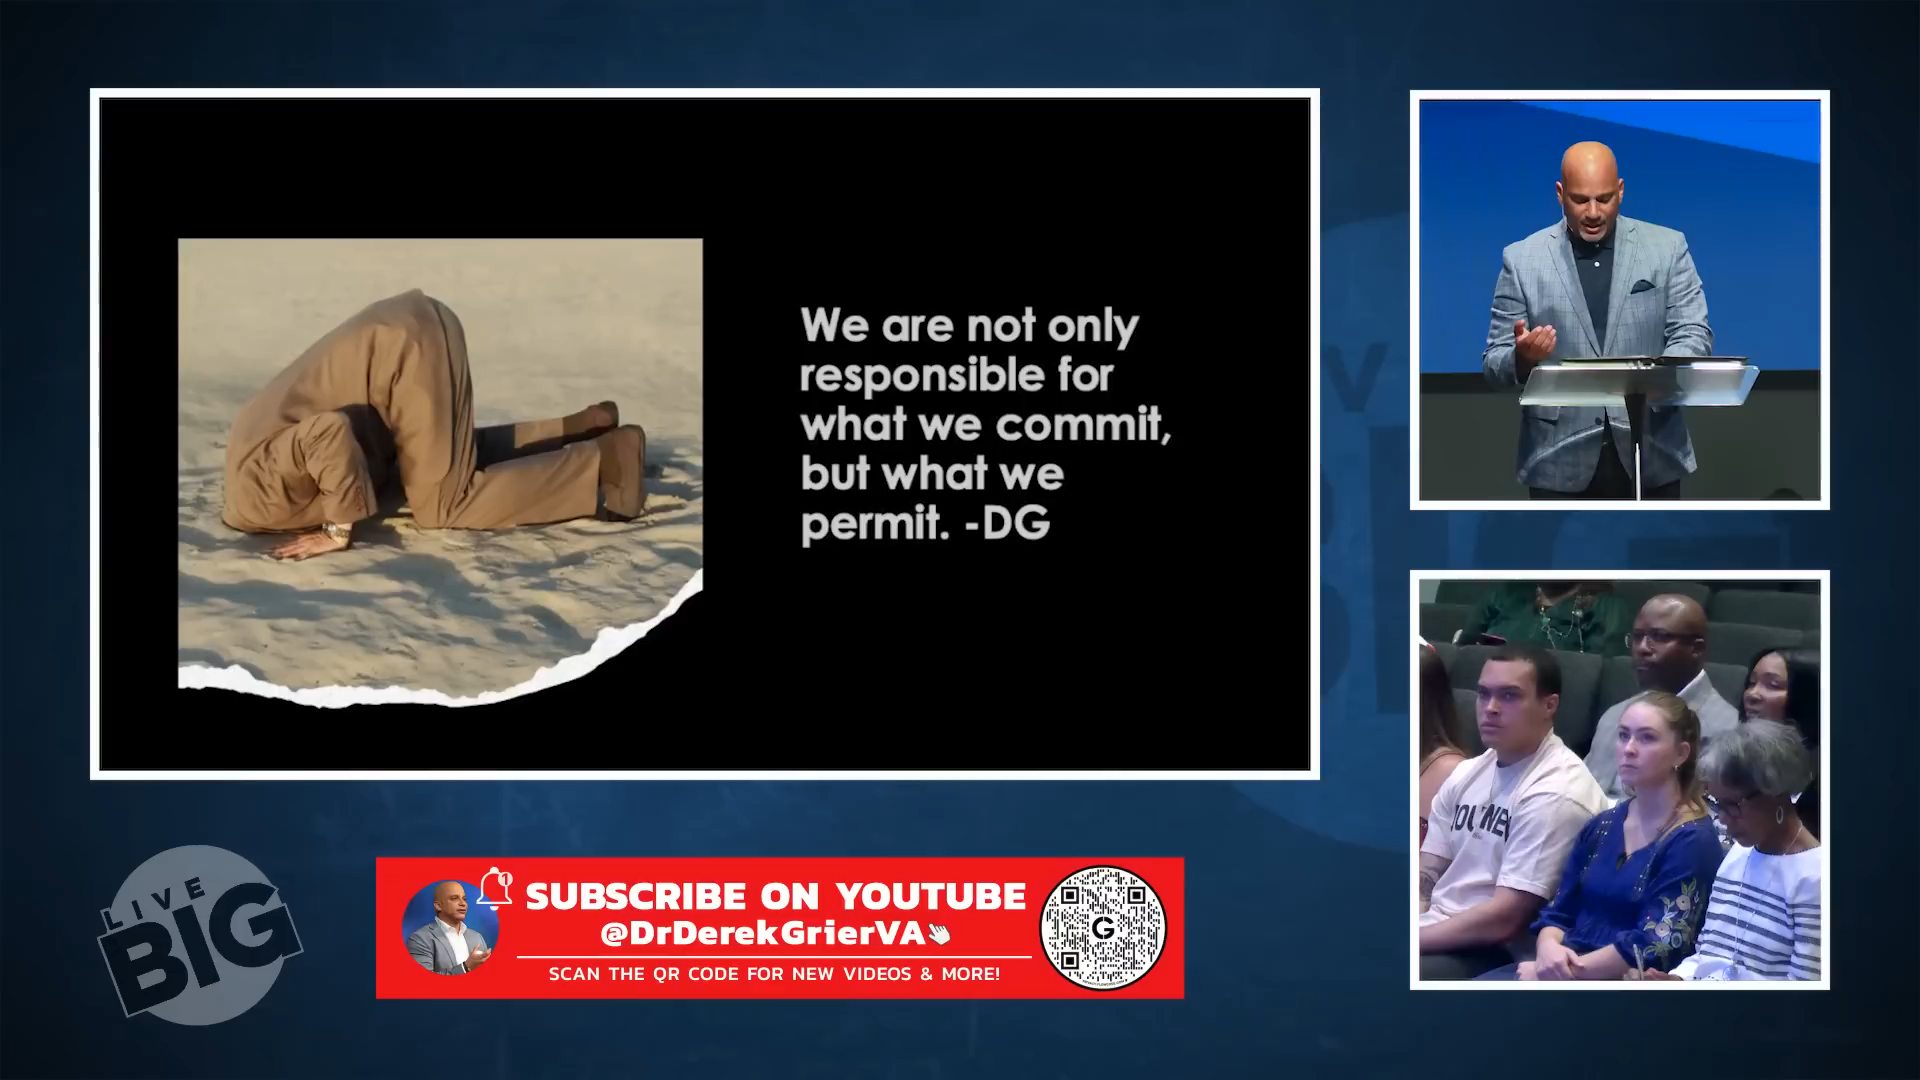 We are not only
responsible for
what we commit,
but what we
permit. -DG
LIVE
BIG
1
SUBSCRIBE ON YOUTUBE
@DrDerekGrierVA
SCAN THE QR CODE FOR NEW VIDEOS & MORE!
G